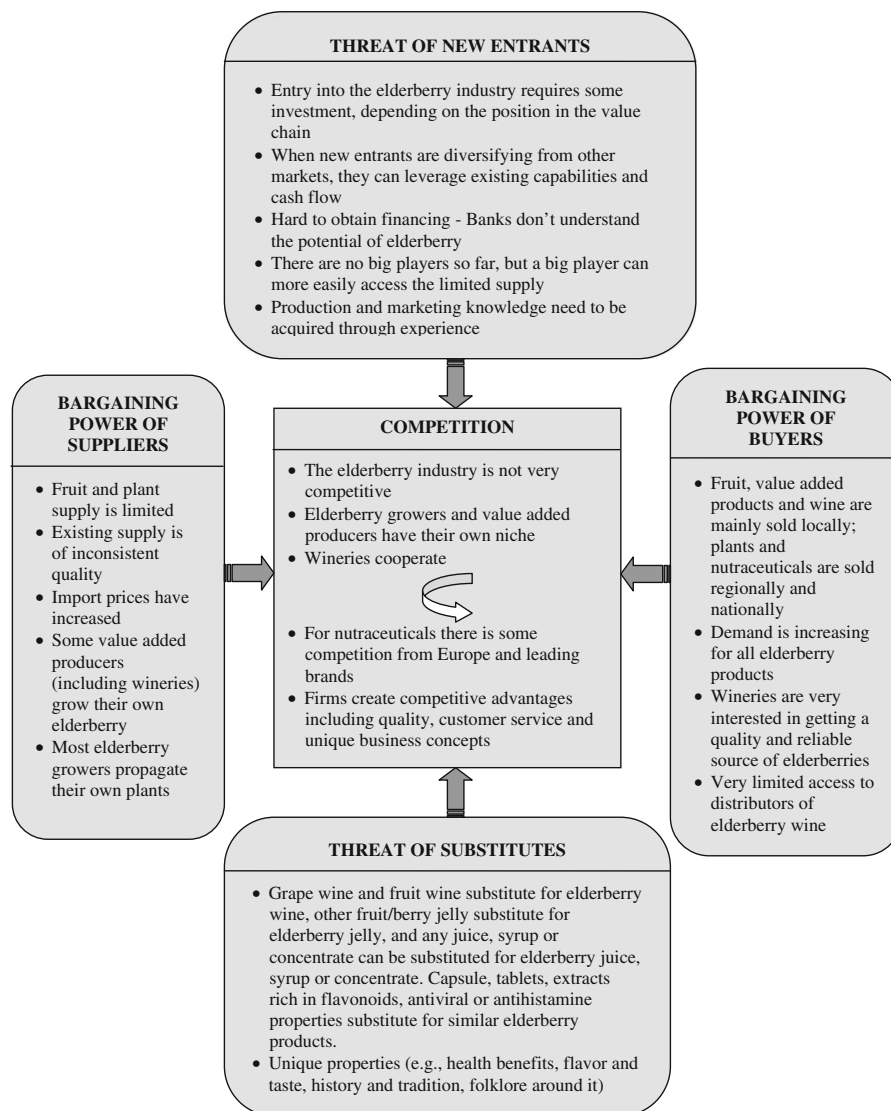 THREAT OF NEW ENTRANTS
• Entry into the elderberry industry requires some
investment, depending on the position in the value
chain
• When new entrants are diversifying from other
markets, they can leverage existing capabilities and
cash flow
• Hard to obtain financing - Banks don't understand
the potential of elderberry
• There are no big players so far, but a big player can
more easily access the limited supply
• Production and marketing knowledge need to be
acquired through experience
BARGAINING
POWER OF
SUPPLIERS
• Fruit and plant
supply is limited
• Existing supply is
of inconsistent
quality
• Import prices have
increased
• Some value added
producers
(including wineries)
grow their own
elderberry
• Most elderberry
growers propagate
their own plants
COMPETITION
• The elderberry industry is not very
competitive
• Elderberry growers and value added
producers have their own niche
• Wineries cooperate
• For nutraceuticals there is some
competition from Europe and leading
brands
• Firms create competitive advantages
including quality, customer service and
unique business concepts
BARGAINING
POWER OF
BUYERS
• Fruit, value added
products and wine are
mainly sold locally;
plants and
nutraceuticals are sold
regionally and
nationally
• Demand is increasing
for all elderberry
products
• Wineries are very
interested in getting a
quality and reliable
source of elderberries
• Very limited access to
distributors of
elderberry wine
THREAT OF SUBSTITUTES
• Grape wine and fruit wine substitute for elderberry
wine, other fruit/berry jelly substitute for
elderberry jelly, and any juice, syrup or
concentrate can be substituted for elderberry juice,
syrup or concentrate. Capsule, tablets, extracts
rich in flavonoids, antiviral or antihistamine
properties substitute for similar elderberry
products.
• Unique properties (e.g., health benefits, flavor and
taste, history and tradition, folklore around it)